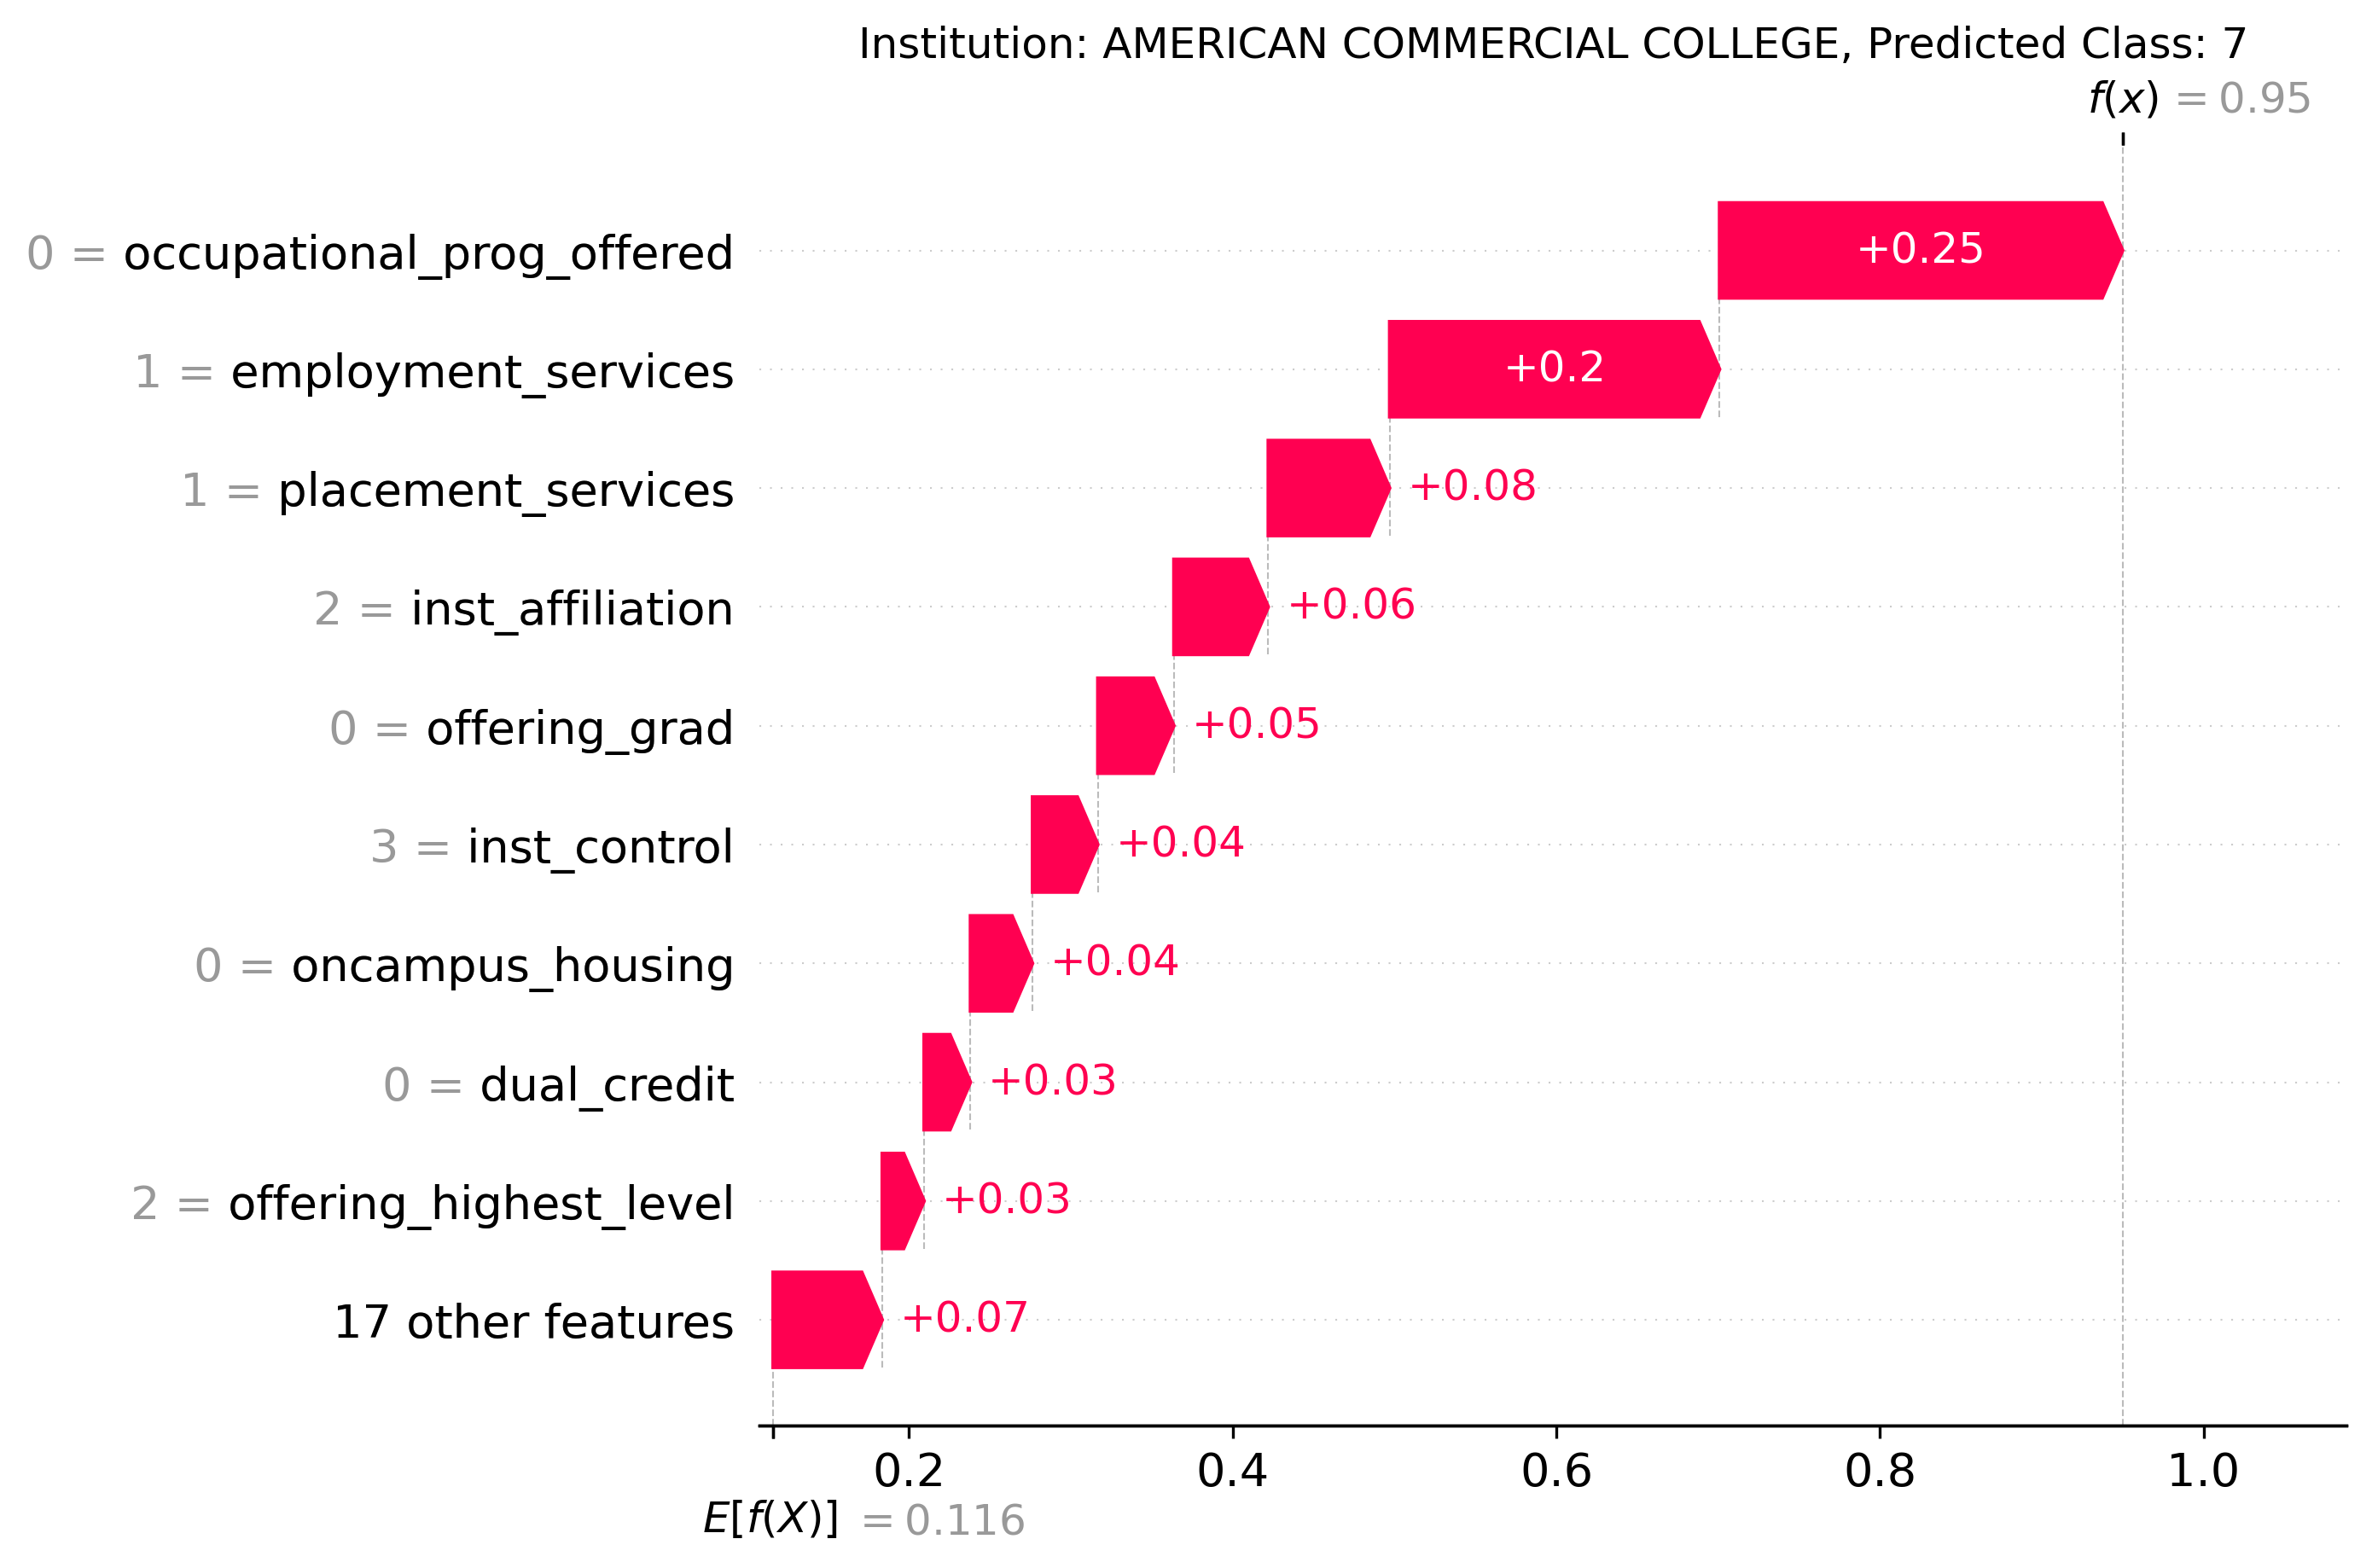 Institution: AMERICAN COMMERCIAL COLLEGE, Predicted Class: 7
f(x) = 0.95
0 = occupational_prog_offered +0.25
1 = employment_services +0.2
1 = placement_services +0.08
2 = inst_affiliation +0.06
0 = offering_grad +0.05
3 = inst_control +0.04
0 = oncampus_housing +0.04
0 = dual_credit +0.03
2 = offering_highest_level +0.03
17 other features +0.07
0.2 0.4 0.6 0.8 1.0
E[f(X)] = 0.116